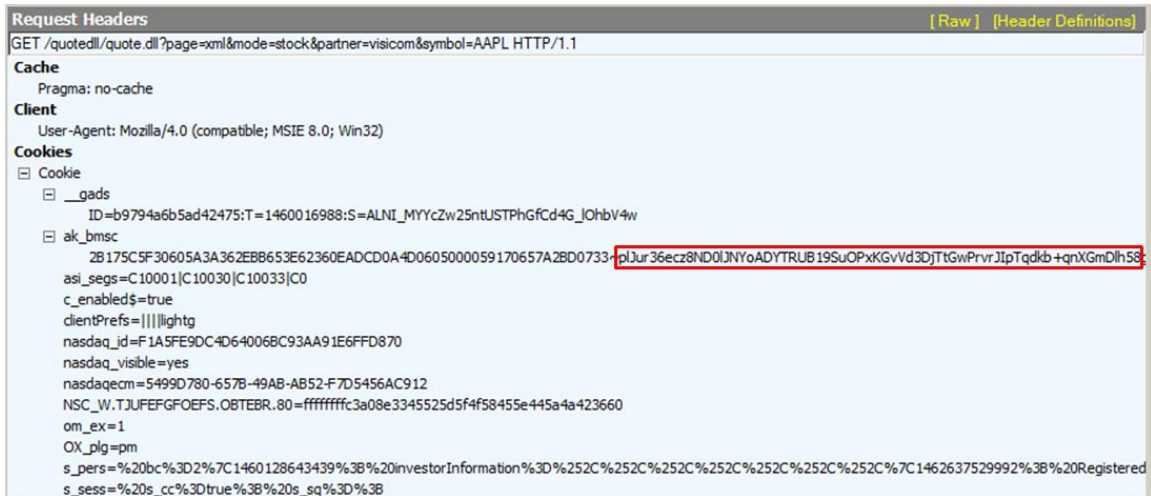 Request Headers [ Raw ] [Header Definitions]
GET /quotedll/quote.dll?page=xml&mode=stock&partner=visicom&symbol=AAPL HTTP/1.1
Cache
Pragma: no-cache
Client
User-Agent: Mozilla/4.0 (compatible; MSIE 8.0; Win32)
Cookies
Cookie
__gads
ID=b9794a6b5ad42475:T=1460016988:S=ALNI_MYYcZw25ntUSTPhGfCd4G_lOhbV4w
ak_bmsc
2B175C5F30605A3A362EBB653E62360EADCD0A4D0605000059170657A2BD0733~plJur36ecz8ND0lJNYoADYTRUB19SuOPxKGvVd3DjTtGwPrvrJIpTqdkb+qnXGmDlh58
asi_segs=C10001|C10030|C10033|C0
c_enabled$=true
clientPrefs=||||lightg
nasdaq_id=F1A5FE9DC4D64006BC93AA91E6FFD870
nasdaq_visible=yes
nasdaqecm=5499D780-657B-49AB-AB52-F7D5456AC912
NSC_W.TJUFEFGFOEFS.OBTEBR.80=ffffffffc3a08e3345525d5f4f58455e445a4a423660
om_ex=1
OX_plg=pm
s_pers=%20bc%3D2%7C1460128643439%3B%20investorInformation%3D%252C%252C%252C%252C%252C%252C%252C%252C%7C1462637529992%3B%20Registered
s_sess=%20s_cc%3Dtrue%3B%20s_sq%3D%3B